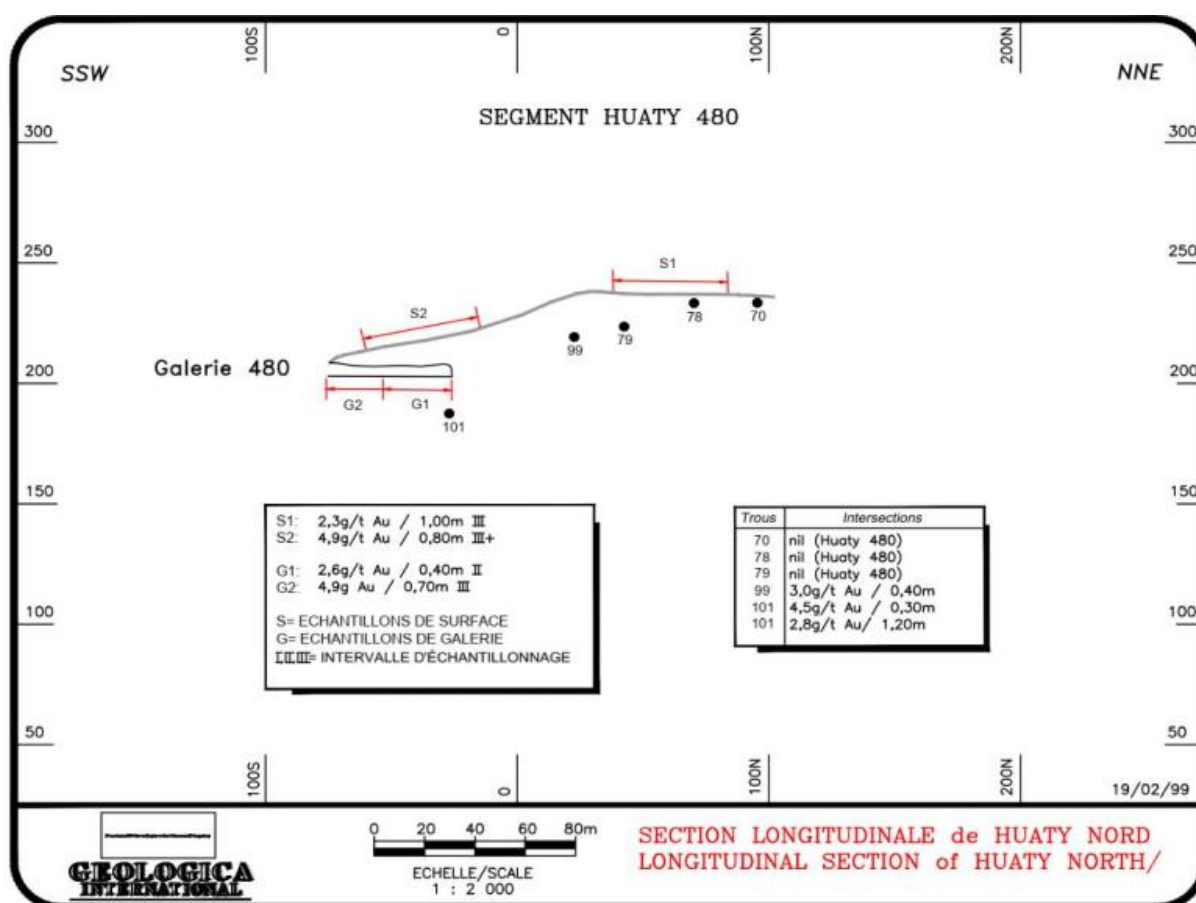 100S
0
100N
200N
SSW
NNE
SEGMENT HUATY 480
300
300
250
250
S1
S2
78
70
99
79
Galerie 480
200
200
G2
G1
101
150
150
S1: 2,3g/t Au / 1,00m III
S2: 4,9g/t Au / 0,80m III+
G1: 2,6g/t Au / 0,40m II
G2: 4,9g Au / 0,70m III
S= ECHANTILLONS DE SURFACE
G= ECHANTILLONS DE GALERIE
I,II,III= INTERVALLE D'ÉCHANTILLONNAGE
Trous Intersections
70 nil (Huaty 480)
78 nil (Huaty 480)
79 nil (Huaty 480)
99 3,0g/t Au / 0,40m
101 4,5g/t Au / 0,30m
101 2,8g/t Au/ 1,20m
100
100
50
50
100S
0
100N
200N
19/02/99
GEOLOGICA
INTERNATIONAL
0 20 40 60 80m
ECHELLE/SCALE
1 : 2 000
SECTION LONGITUDINALE de HUATY NORD
LONGITUDINAL SECTION of HUATY NORTH/